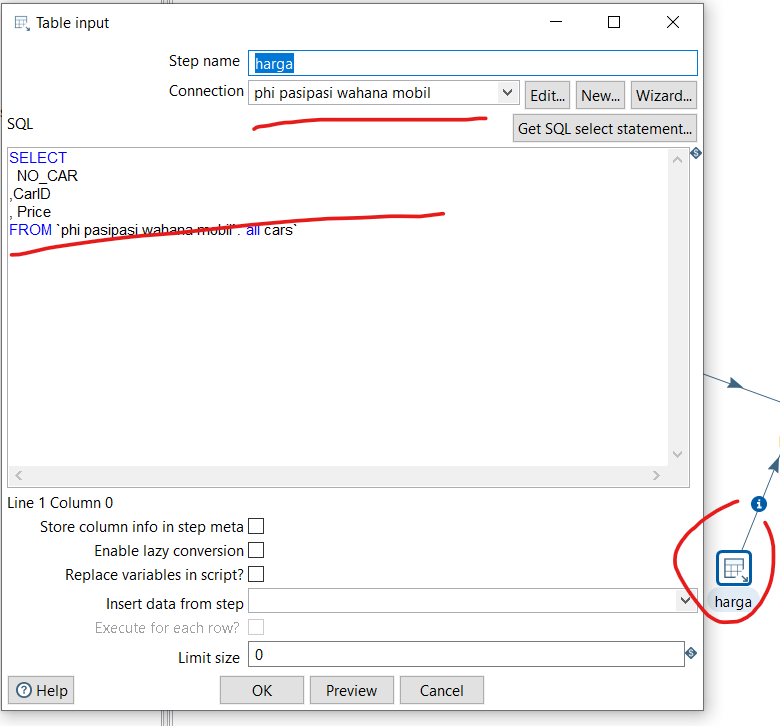 Table input
Step name harga
Connection phi pasipasi wahana mobil Edit... New... Wizard...
SQL Get SQL select statement...
SELECT
NO_CAR
,CarID
, Price
FROM `phi pasipasi wahana mobil`.`all cars`
Line 1 Column 0
Store column info in step meta
Enable lazy conversion
Replace variables in script?
Insert data from step
Execute for each row?
Limit size 0
Help OK Preview Cancel
harga